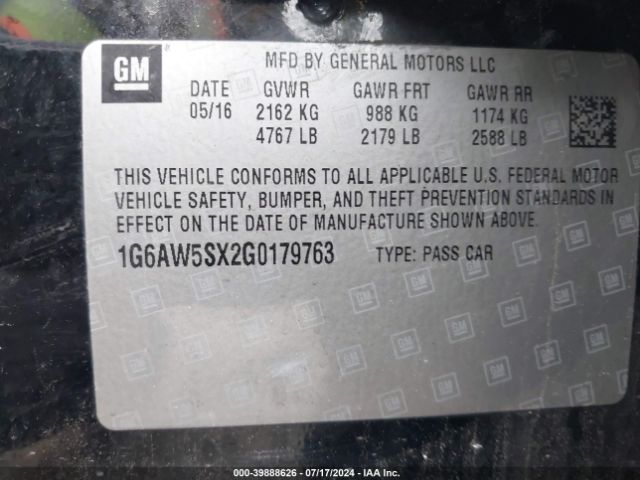 GM
MFD BY GENERAL MOTORS LLC
DATE GVWR GAWR FRT GAWR RR
05/16 2162 KG 988 KG 1174 KG
4767 LB 2179 LB 2588 LB
THIS VEHICLE CONFORMS TO ALL APPLICABLE U.S. FEDERAL MOTOR
VEHICLE SAFETY, BUMPER, AND THEFT PREVENTION STANDARDS IN
EFFECT ON THE DATE OF MANUFACTURE SHOWN ABOVE.
1G6AW5SX2G0179763 TYPE: PASS CAR
000-39888626 - 07/17/2024 - IAA Inc.